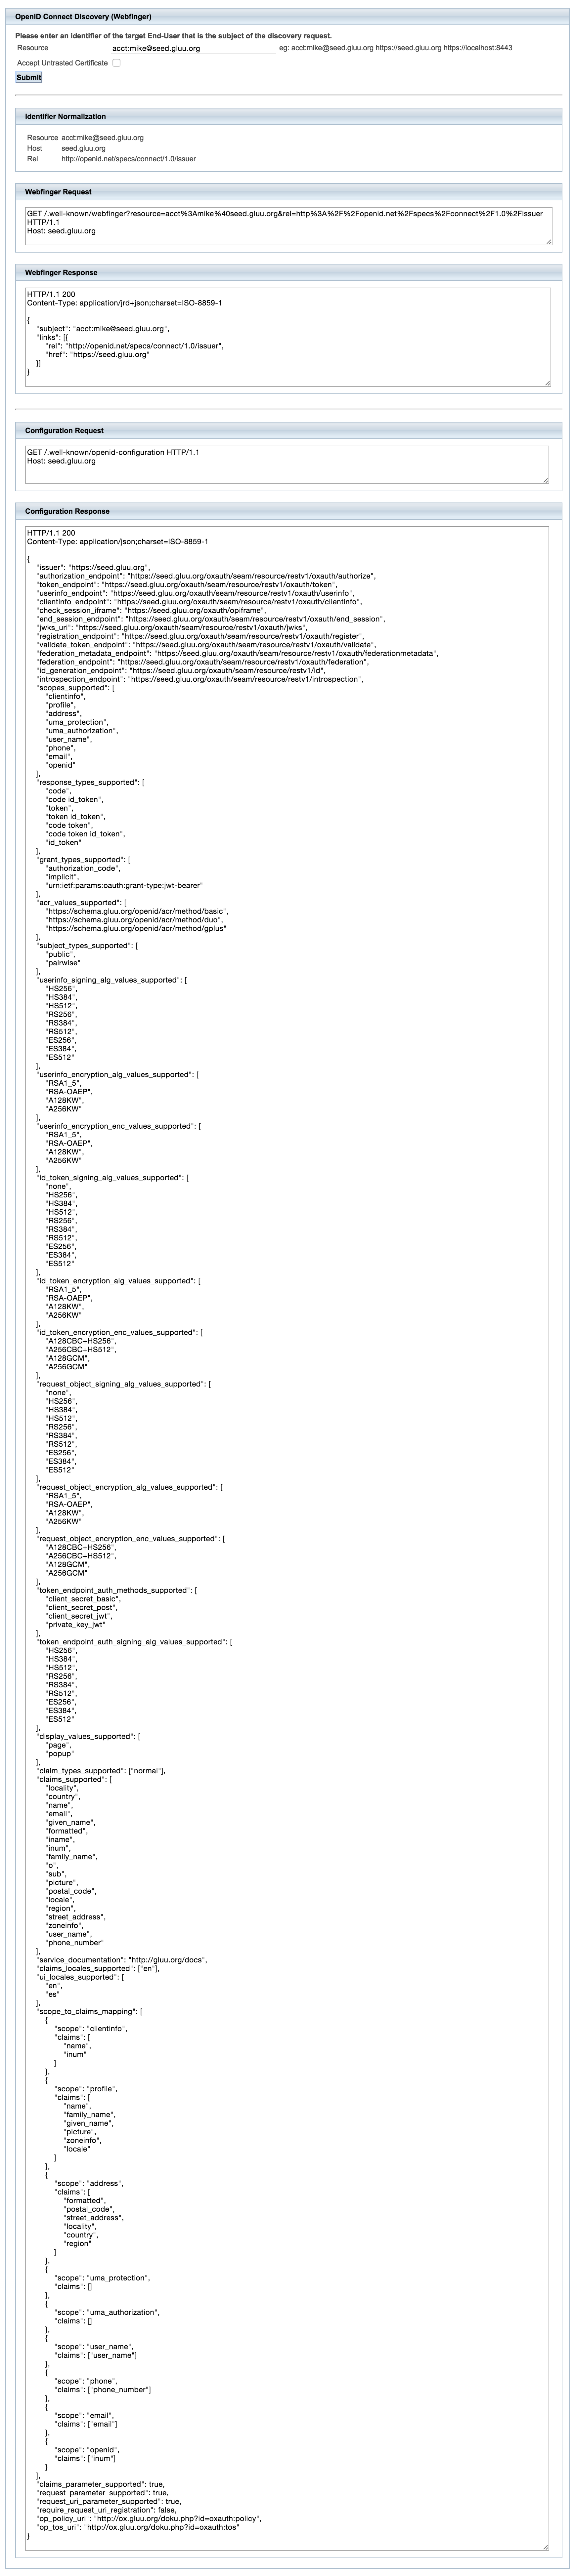 OpenID Connect Discovery (Webfinger)
Please enter an identifier of the target End-User that is the subject of the discovery request.
Resource acct:mike@seed.gluu.org eg: acct:mike@seed.gluu.org https://seed.gluu.org https://localhost:8443
Accept Untrasted Certificate
Submit
Identifier Normalization
Resource acct:mike@seed.gluu.org
Host seed.gluu.org
Rel http://openid.net/specs/connect/1.0/issuer
Webfinger Request
GET /.well-known/webfinger?resource=acct%3Amike%40seed.gluu.org&rel=http%3A%2F%2Fopenid.net%2Fspecs%2Fconnect%2F1.0%2Fissuer
HTTP/1.1
Host: seed.gluu.org
Webfinger Response
HTTP/1.1 200
Content-Type: application/jrd+json;charset=ISO-8859-1
{
"subject": "acct:mike@seed.gluu.org",
"links": [{
"rel": "http://openid.net/specs/connect/1.0/issuer",
"href": "https://seed.gluu.org"
}]
}
Configuration Request
GET /.well-known/openid-configuration HTTP/1.1
Host: seed.gluu.org
Configuration Response
HTTP/1.1 200
Content-Type: application/json;charset=ISO-8859-1
{
"issuer": "https://seed.gluu.org",
"authorization_endpoint": "https://seed.gluu.org/oxauth/seam/resource/restv1/oxauth/authorize",
"token_endpoint": "https://seed.gluu.org/oxauth/seam/resource/restv1/oxauth/token",
"userinfo_endpoint": "https://seed.gluu.org/oxauth/seam/resource/restv1/oxauth/userinfo",
"clientinfo_endpoint": "https://seed.gluu.org/oxauth/seam/resource/restv1/oxauth/clientinfo",
"check_session_iframe": "https://seed.gluu.org/oxauth/opiframe",
"end_session_endpoint": "https://seed.gluu.org/oxauth/seam/resource/restv1/oxauth/end_session",
"jwks_uri": "https://seed.gluu.org/oxauth/seam/resource/restv1/oxauth/jwks",
"registration_endpoint": "https://seed.gluu.org/oxauth/seam/resource/restv1/oxauth/register",
"validate_token_endpoint": "https://seed.gluu.org/oxauth/seam/resource/restv1/oxauth/validate",
"federation_metadata_endpoint": "https://seed.gluu.org/oxauth/seam/resource/restv1/oxauth/federationmetadata",
"federation_endpoint": "https://seed.gluu.org/oxauth/seam/resource/restv1/oxauth/federation",
"id_generation_endpoint": "https://seed.gluu.org/oxauth/seam/resource/restv1/id",
"introspection_endpoint": "https://seed.gluu.org/oxauth/seam/resource/restv1/introspection",
"scopes_supported": [
"clientinfo",
"profile",
"address",
"uma_protection",
"uma_authorization",
"user_name",
"phone",
"email",
"openid"
],
"response_types_supported": [
"code",
"code id_token",
"token",
"token id_token",
"code token",
"code token id_token",
"id_token"
],
"grant_types_supported": [
"authorization_code",
"implicit",
"urn:ietf:params:oauth:grant-type:jwt-bearer"
],
"acr_values_supported": [
"https://schema.gluu.org/openid/acr/method/basic",
"https://schema.gluu.org/openid/acr/method/duo",
"https://schema.gluu.org/openid/acr/method/gplus"
],
"subject_types_supported": [
"public",
"pairwise"
],
"userinfo_signing_alg_values_supported": [
"HS256",
"HS384",
"HS512",
"RS256",
"RS384",
"RS512",
"ES256",
"ES384",
"ES512"
],
"userinfo_encryption_alg_values_supported": [
"RSA1_5",
"RSA-OAEP",
"A128KW",
"A256KW"
],
"userinfo_encryption_enc_values_supported": [
"RSA1_5",
"RSA-OAEP",
"A128KW",
"A256KW"
],
"id_token_signing_alg_values_supported": [
"none",
"HS256",
"HS384",
"HS512",
"RS256",
"RS384",
"RS512",
"ES256",
"ES384",
"ES512"
],
"id_token_encryption_alg_values_supported": [
"RSA1_5",
"RSA-OAEP",
"A128KW",
"A256KW"
],
"id_token_encryption_enc_values_supported": [
"A128CBC+HS256",
"A256CBC+HS512",
"A128GCM",
"A256GCM"
],
"request_object_signing_alg_values_supported": [
"none",
"HS256",
"HS384",
"HS512",
"RS256",
"RS384",
"RS512",
"ES256",
"ES384",
"ES512"
],
"request_object_encryption_alg_values_supported": [
"RSA1_5",
"RSA-OAEP",
"A128KW",
"A256KW"
],
"request_object_encryption_enc_values_supported": [
"A128CBC+HS256",
"A256CBC+HS512",
"A128GCM",
"A256GCM"
],
"token_endpoint_auth_methods_supported": [
"client_secret_basic",
"client_secret_post",
"client_secret_jwt",
"private_key_jwt"
],
"token_endpoint_auth_signing_alg_values_supported": [
"HS256",
"HS384",
"HS512",
"RS256",
"RS384",
"RS512",
"ES256",
"ES384",
"ES512"
],
"display_values_supported": [
"page",
"popup"
],
"claim_types_supported": ["normal"],
"claims_supported": [
"locality",
"country",
"name",
"email",
"given_name",
"formatted",
"iname",
"inum",
"family_name",
"o",
"sub",
"picture",
"postal_code",
"locale",
"region",
"street_address",
"zoneinfo",
"user_name",
"phone_number"
],
"service_documentation": "http://gluu.org/docs",
"claims_locales_supported": ["en"],
"ui_locales_supported": [
"en",
"es"
],
"scope_to_claims_mapping": [
{
"scope": "clientinfo",
"claims": [
"name",
"inum"
]
},
{
"scope": "profile",
"claims": [
"name",
"family_name",
"given_name",
"picture",
"zoneinfo",
"locale"
]
},
{
"scope": "address",
"claims": [
"formatted",
"postal_code",
"street_address",
"locality",
"country",
"region"
]
},
{
"scope": "uma_protection",
"claims": []
},
{
"scope": "uma_authorization",
"claims": []
},
{
"scope": "user_name",
"claims": ["user_name"]
},
{
"scope": "phone",
"claims": ["phone_number"]
},
{
"scope": "email",
"claims": ["email"]
},
{
"scope": "openid",
"claims": ["inum"]
}
],
"claims_parameter_supported": true,
"request_parameter_supported": true,
"request_uri_parameter_supported": true,
"require_request_uri_registration": false,
"op_policy_uri": "http://ox.gluu.org/doku.php?id=oxauth:policy",
"op_tos_uri": "http://ox.gluu.org/doku.php?id=oxauth:tos"
}